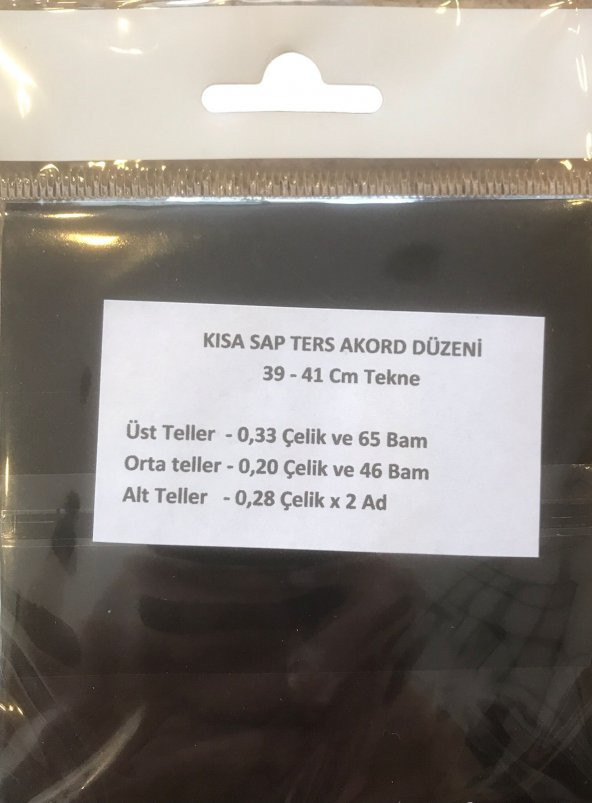 KISA SAP TERS AKORD DÜZENİ
39 - 41 Cm Tekne
Üst Teller - 0,33 Çelik ve 65 Bam
Orta teller - 0,20 Çelik ve 46 Bam
Alt Teller - 0,28 Çelik x 2 Ad